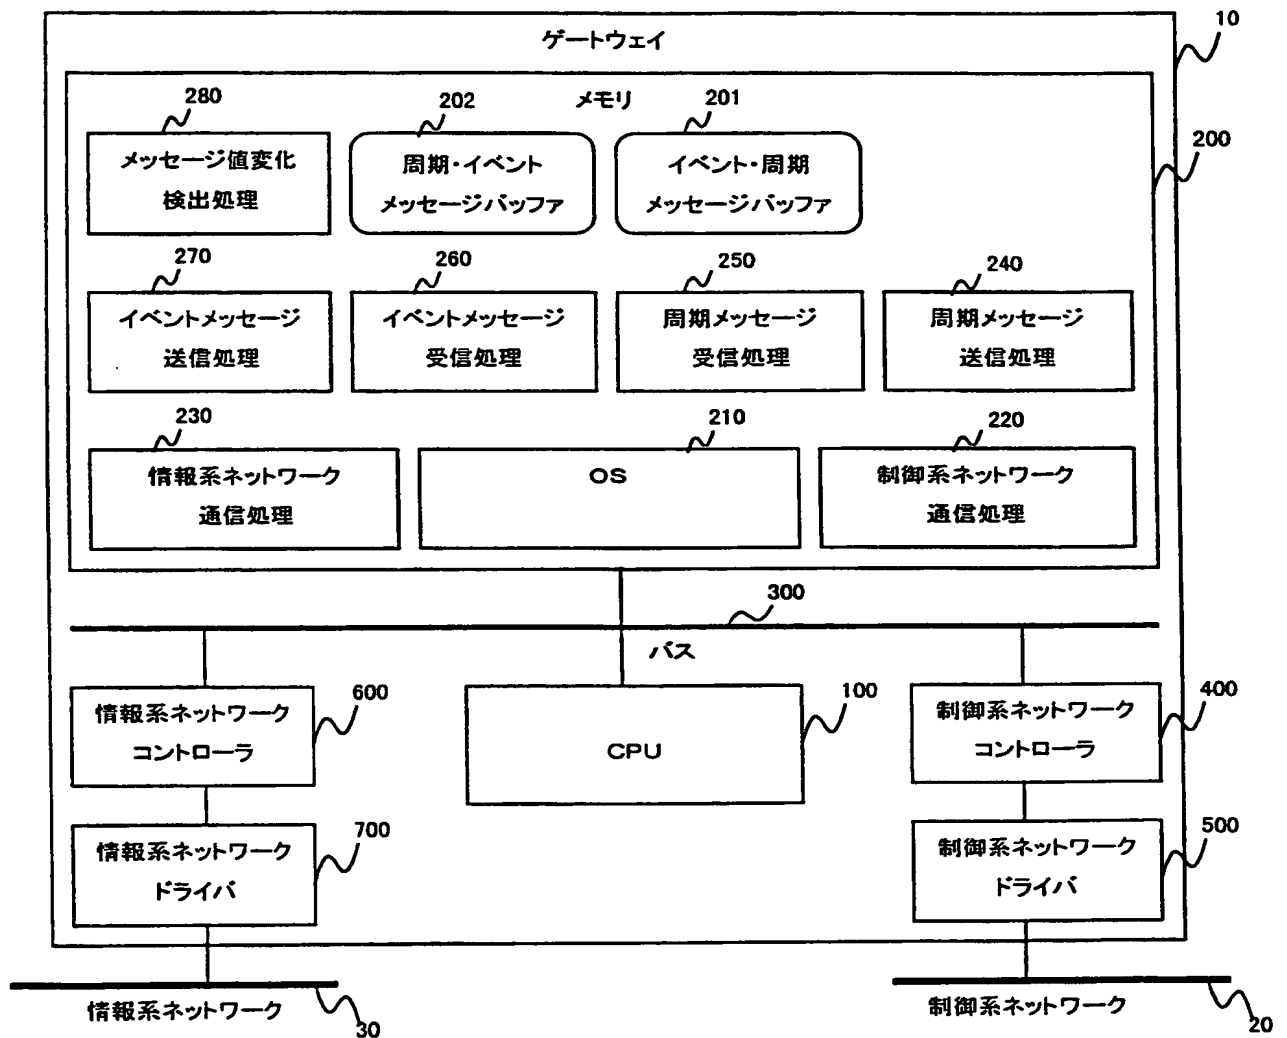 10
ゲートウェイ
メモリ
200
280
メッセージ値変化
検出処理
202
周期・イベント
メッセージバッファ
201
イベント・周期
メッセージバッファ
270
イベントメッセージ
送信処理
260
イベントメッセージ
受信処理
250
周期メッセージ
受信処理
240
周期メッセージ
送信処理
230
情報系ネットワーク
通信処理
210
OS
220
制御系ネットワーク
通信処理
300
バス
600
情報系ネットワーク
コントローラ
100
CPU
400
制御系ネットワーク
コントローラ
700
情報系ネットワーク
ドライバ
500
制御系ネットワーク
ドライバ
情報系ネットワーク
30
制御系ネットワーク
20